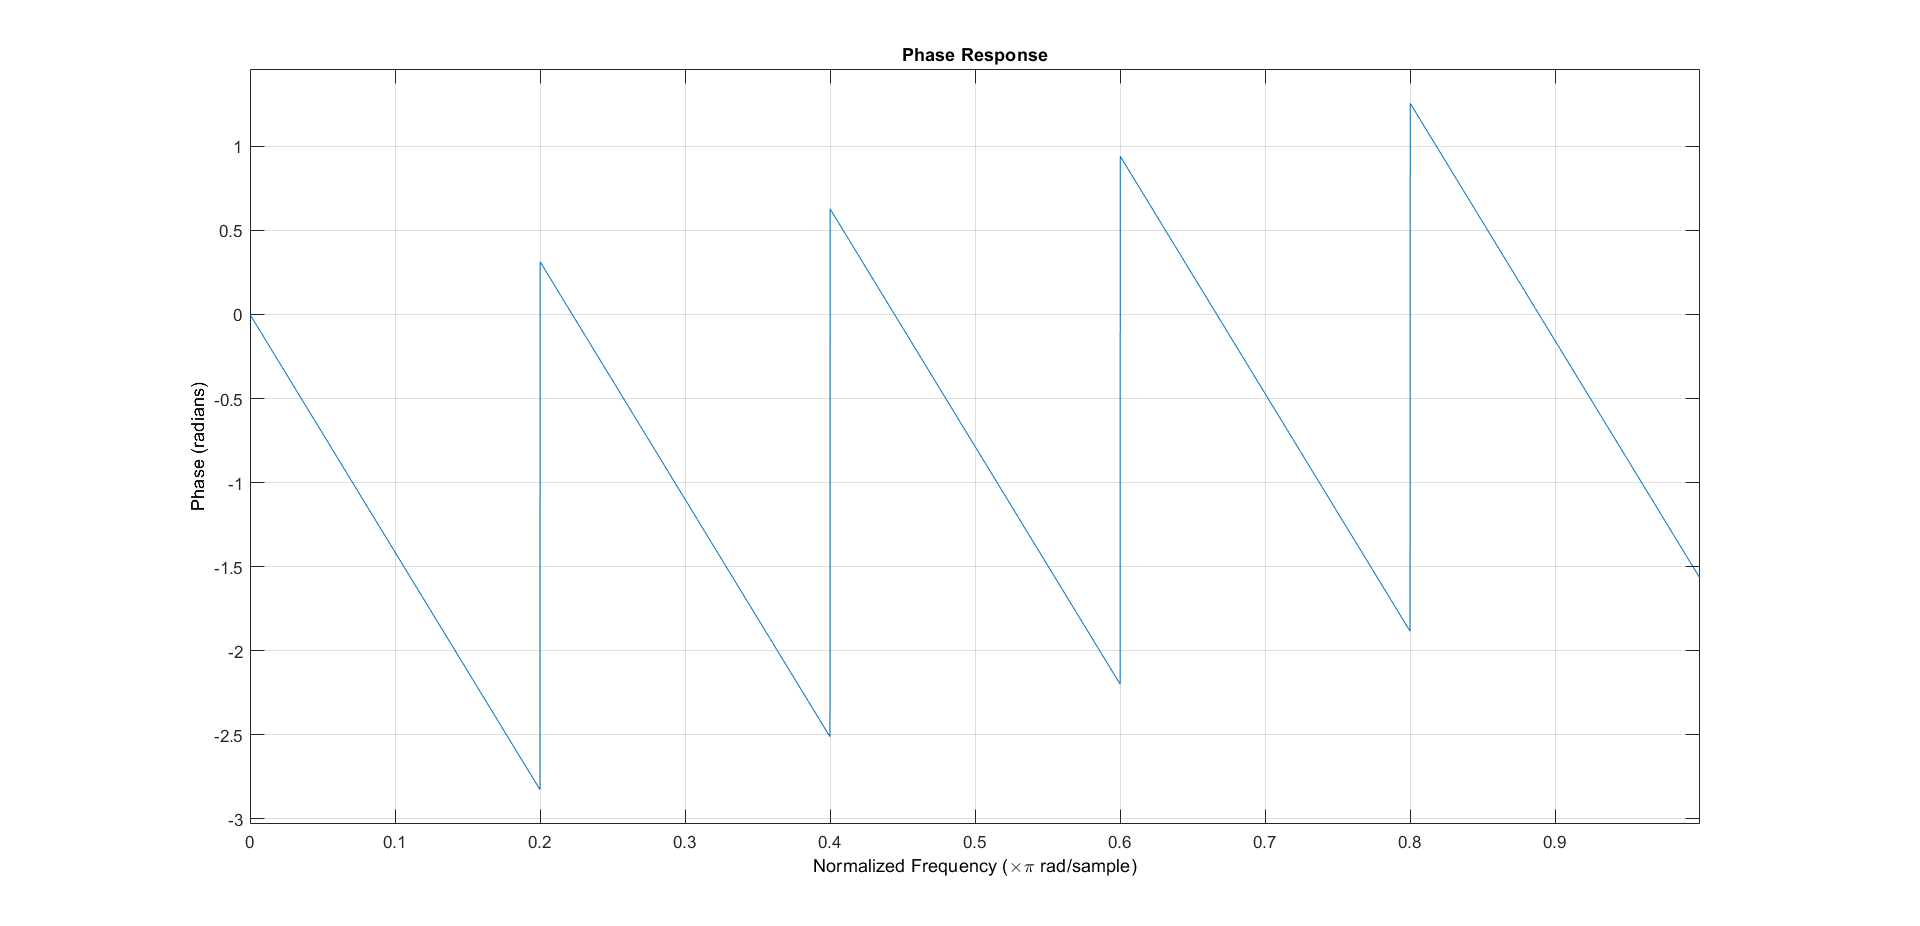 Phase Response
1
0.5
0
-0.5
-1
-1.5
-2
-2.5
-3
Phase (radians)
0 0.1 0.2 0.3 0.4 0.5 0.6 0.7 0.8 0.9
Normalized Frequency (×π rad/sample)